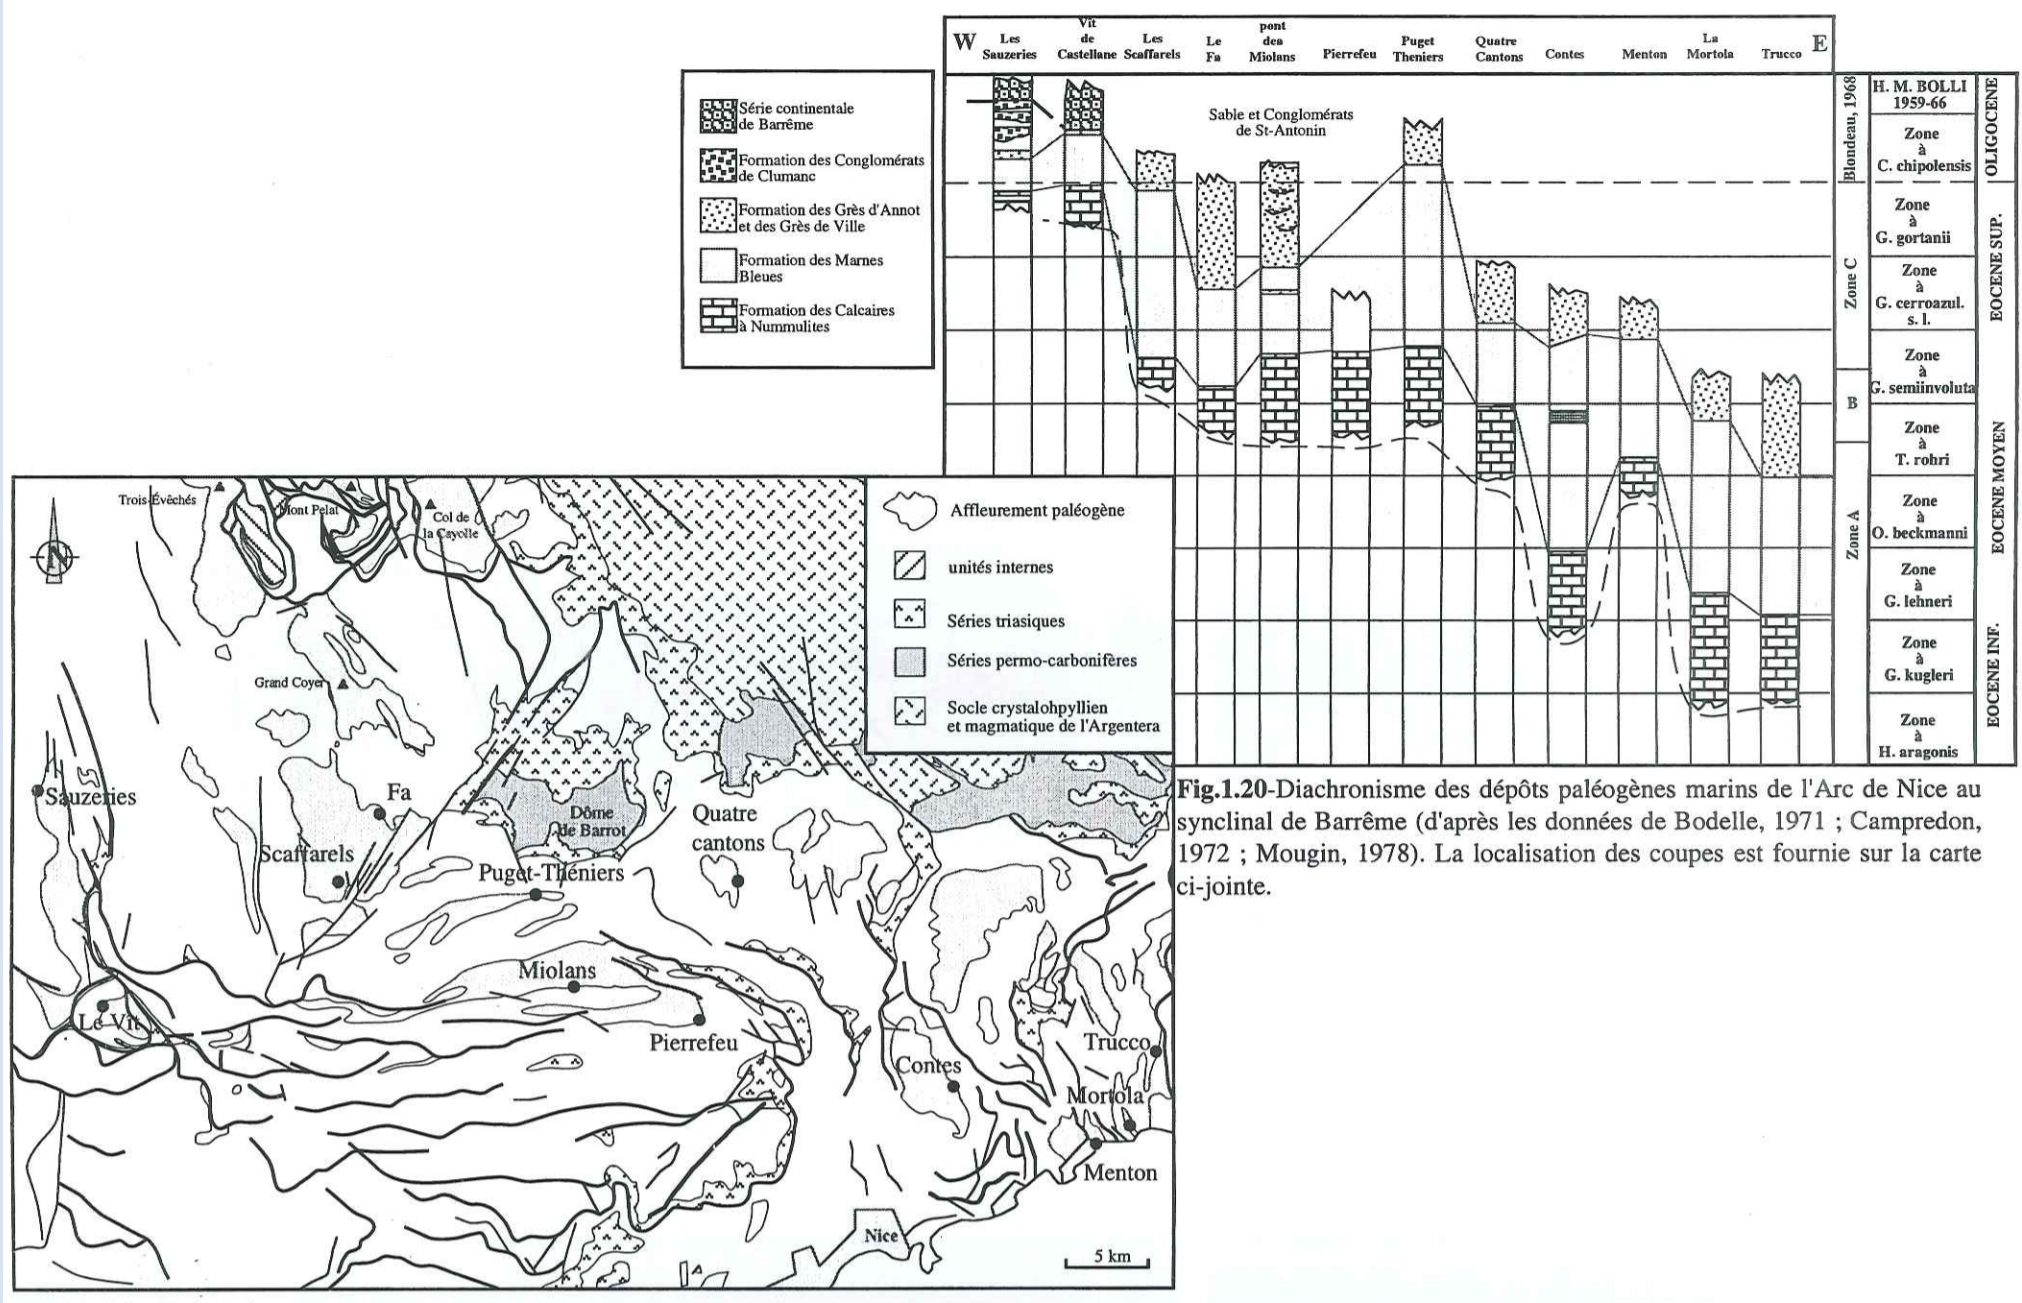 W
Les
Sauzeries
Vit
de
Castellane
Les
Scaffarels
Le
Fa
pont
des
Miolans
Pierrefeu
Puget
Theniers
Quatre
Cantons
Contes
Menton
La
Mortola
Trucco
E
Série continentale
de Barrême
Formation des Conglomérats
de Clumanc
Formation des Grès d'Annot
et des Grès de Ville
Formation des Marnes
Bleues
Formation des Calcaires
à Nummulites
Sable et Conglomérats
de St-Antonin
Blondeau, 1968
Zone C
B
Zone A
H. M. BOLLI
1959-66
Zone
à
C. chipolensis
Zone
à
G. gortanii
Zone
à
G. cerroazul.
s. l.
Zone
à
G. semiinvoluta
Zone
à
T. rohri
Zone
à
O. beckmanni
Zone
à
G. lehneri
Zone
à
G. kugleri
Zone
à
H. aragonis
OLIGOCENE
EOCENE SUP.
EOCENE MOYEN
EOCENE INF.
Trois-Évêchés
Mont Pelat
Col de
la Cayolle
Grand Coyer
Sauzeries
Fa
Scaffarels
Dôme
de Barrot
Puget-Théniers
Quatre
cantons
Miolans
Le Vit
Pierrefeu
Contes
Trucco
Mortola
Menton
Nice
5 km
N
Affleurement paléogène
unités internes
Séries triasiques
Séries permo-carbonifères
Socle crystalohpyllien
et magmatique de l'Argentera
Fig.1.20-Diachronisme des dépôts paléogènes marins de l'Arc de Nice au
synclinal de Barrême (d'après les données de Bodelle, 1971 ; Campredon,
1972 ; Mougin, 1978). La localisation des coupes est fournie sur la carte
ci-jointe.